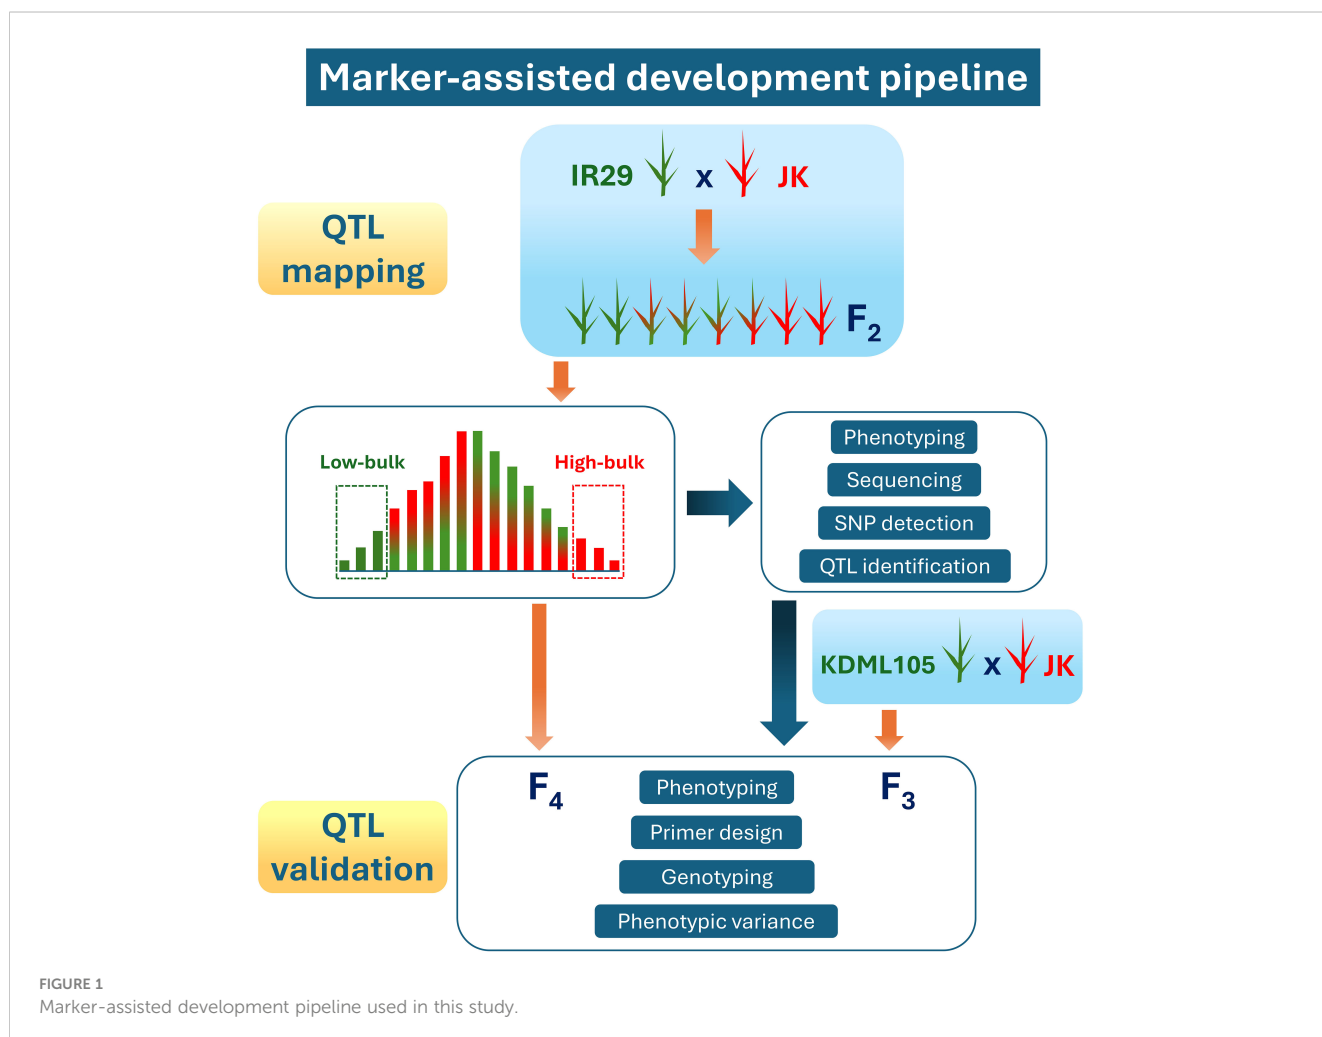 Marker-assisted development pipeline
IR29 x JK
QTL
mapping
F2
Low-bulk
High-bulk
Phenotyping
Sequencing
SNP detection
QTL identification
KDML105 x JK
QTL
validation
F4
F3
Phenotyping
Primer design
Genotyping
Phenotypic variance
FIGURE 1
Marker-assisted development pipeline used in this study.